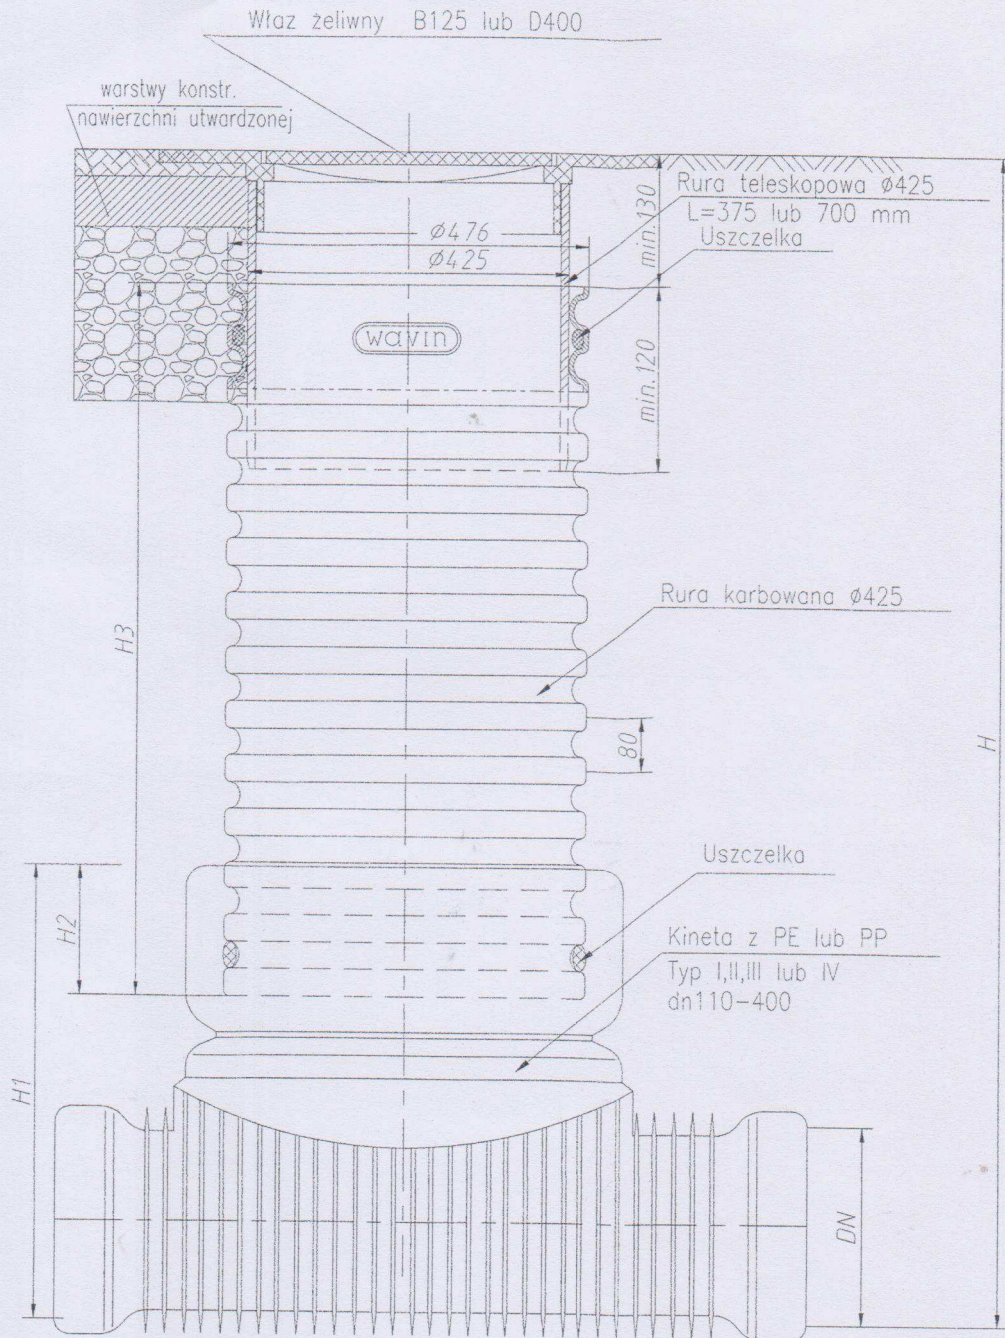 Właz żeliwny B125 lub D400
warstwy konstr.
nawierzchni utwardzonej
Rura teleskopowa ø425
L=375 lub 700 mm
Uszczelka
min.130
ø476
ø425
wavin
min.120
H3
Rura karbowana ø425
80
H
Uszczelka
H2
Kineta z PE lub PP
Typ I,II,III lub IV
dn110-400
H1
DN